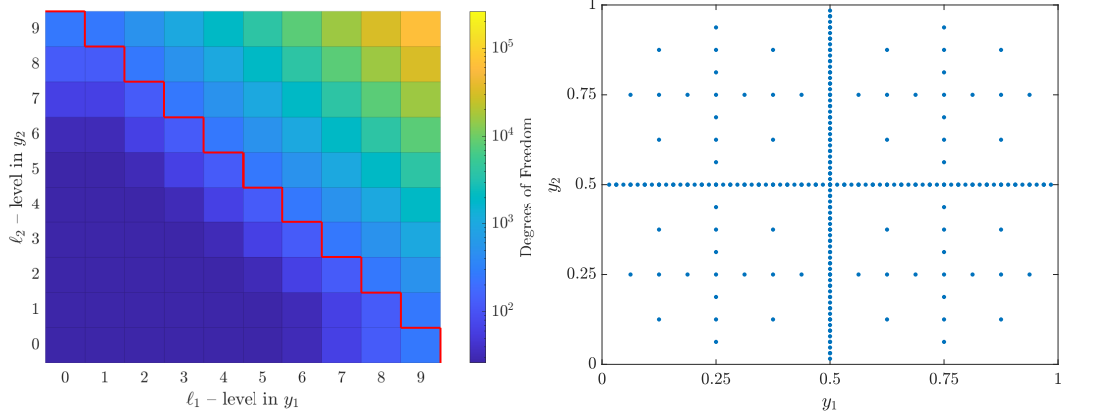 9
8
7
6
5
4
3
2
1
0
ℓ₂ – level in y₂
0 1 2 3 4 5 6 7 8 9
ℓ₁ – level in y₁
10⁵
10⁴
10³
10²
Degrees of Freedom
1
0.75
0.5
0.25
0
y₂
0 0.25 0.5 0.75 1
y₁